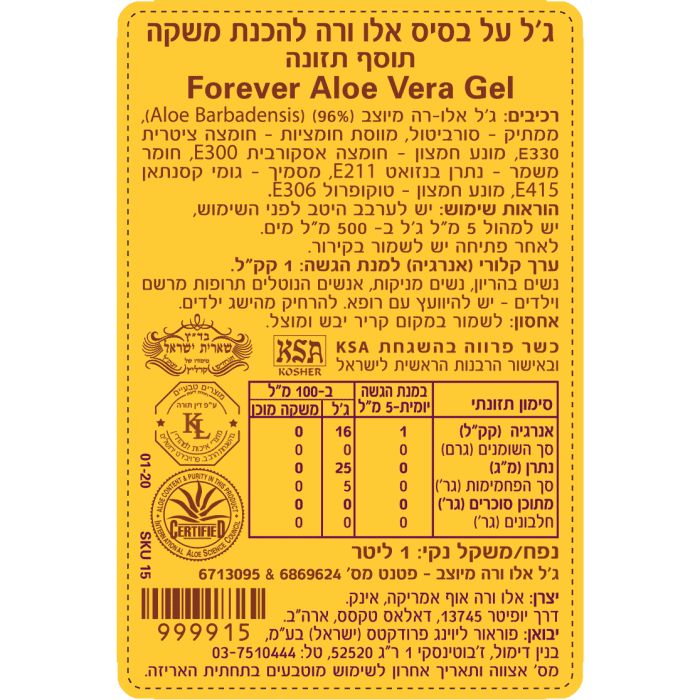 ג'ל על בסיס אלו ורה להכנת משקה
תוסף תזונה
Forever Aloe Vera Gel
רכיבים: ג'ל אלו-רה מיוצב (96%) (Aloe Barbadensis),
ממתיק - סורביטול, מווסת חומציות - חומצה ציטרית
E330, מונע חמצון - חומצה אסקורבית E300, חומר
משמר - נתרן בנזואט E211, מסמיך - גומי קסנתאן
E415, מונע חמצון - טוקופרול E306.
הוראות שימוש: יש לערבב היטב לפני השימוש,
יש למהול 5 מ"ל ג'ל ב- 500 מ"ל מים.
לאחר פתיחה יש לשמור בקירור.
ערך קלורי (אנרגיה) למנת הגשה: 1 קק"ל.
נשים בהריון, נשים מניקות, אנשים הנוטלים תרופות מרשם
וילדים - יש להיוועץ עם רופא. להרחיק מהישג ילדים.
אחסון: לשמור במקום קריר יבש ומוצל.
כשר פרווה בהשגחת KSA
ובאישור הרבנות הראשית לישראל
KSA
KOSHER
בד"ץ
שארית ישראל
מיסודו של
קרליץ
מוצרים טבעיים
ע"פ דין תורה
KL
סימון תזונתי | במנת הגשה יומית-5 מ"ל | ב-100 מ"ל
ג'ל | משקה מוכן
אנרגיה (קק"ל) 1 16 0
סך השומנים (גרם) 0 0 0
נתרן (מ"ג) 0 25 0
סך הפחמימות (גר') 0 5 0
מתוכן סוכרים (גר') 0 0 0
חלבונים (גר') 0 0 0
01-20
SKU 15
ALOE CONTENT & PURITY IN THIS PRODUCT
CERTIFIED
INTERNATIONAL ALOE SCIENCE COUNCIL
נפח/משקל נקי: 1 ליטר
ג'ל אלו ורה מיוצב - פטנט מס' 6869624 & 6713095
999915
יצרן: אלו ורה אוף אמריקה, אינק.
דרך יופיטר 13745, דאלאס טקסס, ארה"ב.
יבואן: פוראור ליווינג פרודקטס (ישראל) בע"מ,
בנין דימול, ז'בוטינסקי 1 ר"ג 52520, טל: 03-7510444
מס' אצווה ותאריך אחרון לשימוש מוטבעים בתחתית האריזה.